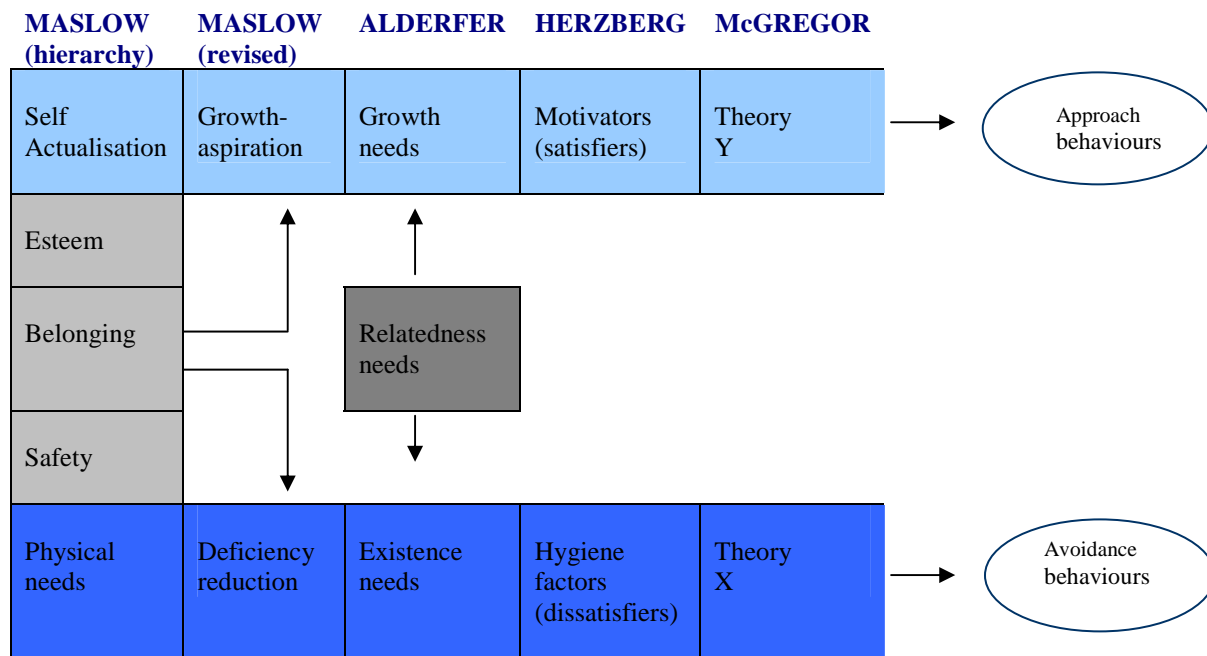 MASLOW (hierarchy)
MASLOW (revised)
ALDERFER
HERZBERG
McGREGOR
Self
Actualisation
Growth-
aspiration
Growth
needs
Motivators
(satisfiers)
Theory
Y
Approach
behaviours
Esteem
Belonging
Relatedness
needs
Safety
Physical
needs
Deficiency
reduction
Existence
needs
Hygiene
factors
(dissatisfiers)
Theory
X
Avoidance
behaviours